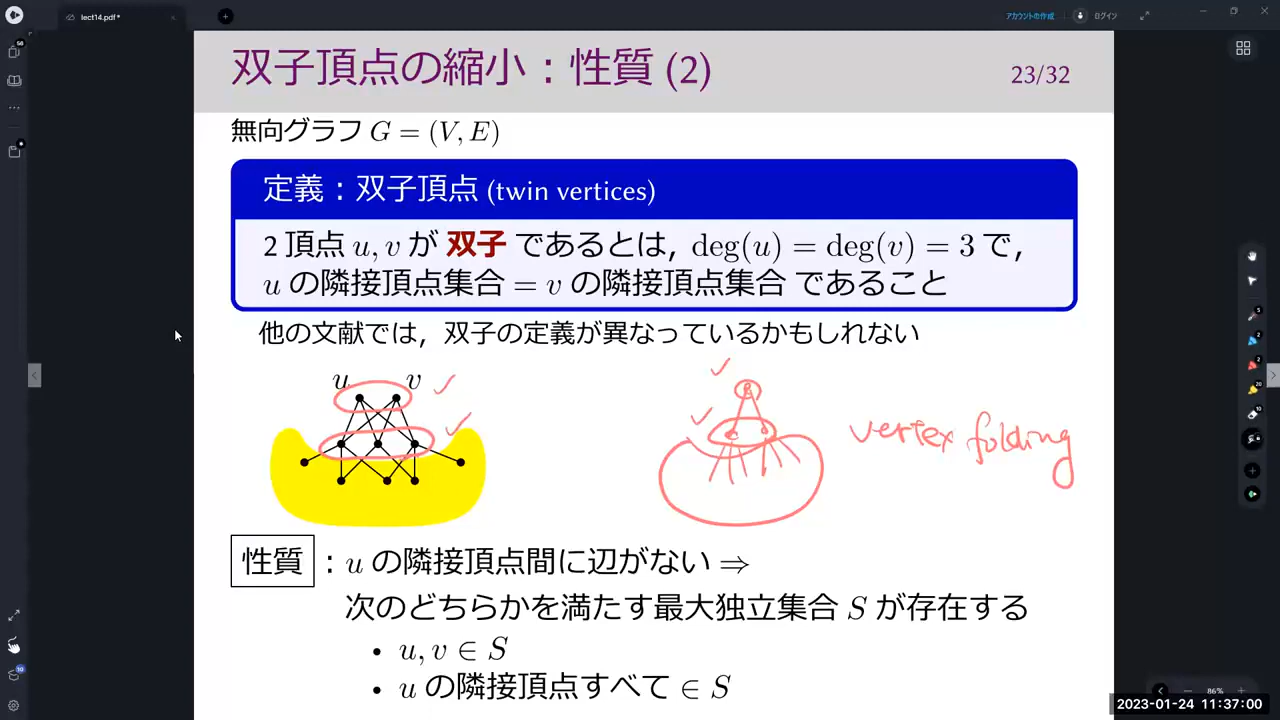 lect14.pdf*
アカウントの作成
ログイン
双子頂点の縮小：性質 (2)
23/32
無向グラフ G = (V, E)
定義：双子頂点 (twin vertices)
2 頂点 u, v が 双子 であるとは, deg(u) = deg(v) = 3 で,
u の隣接頂点集合 = v の隣接頂点集合 であること
他の文献では，双子の定義が異なっているかもしれない
u v
vertex folding
性質：u の隣接頂点間に辺がない ⇒
次のどちらかを満たす最大独立集合 S が存在する
• u, v ∈ S
• u の隣接頂点すべて ∈ S
86%
2023-01-24 11:37:00